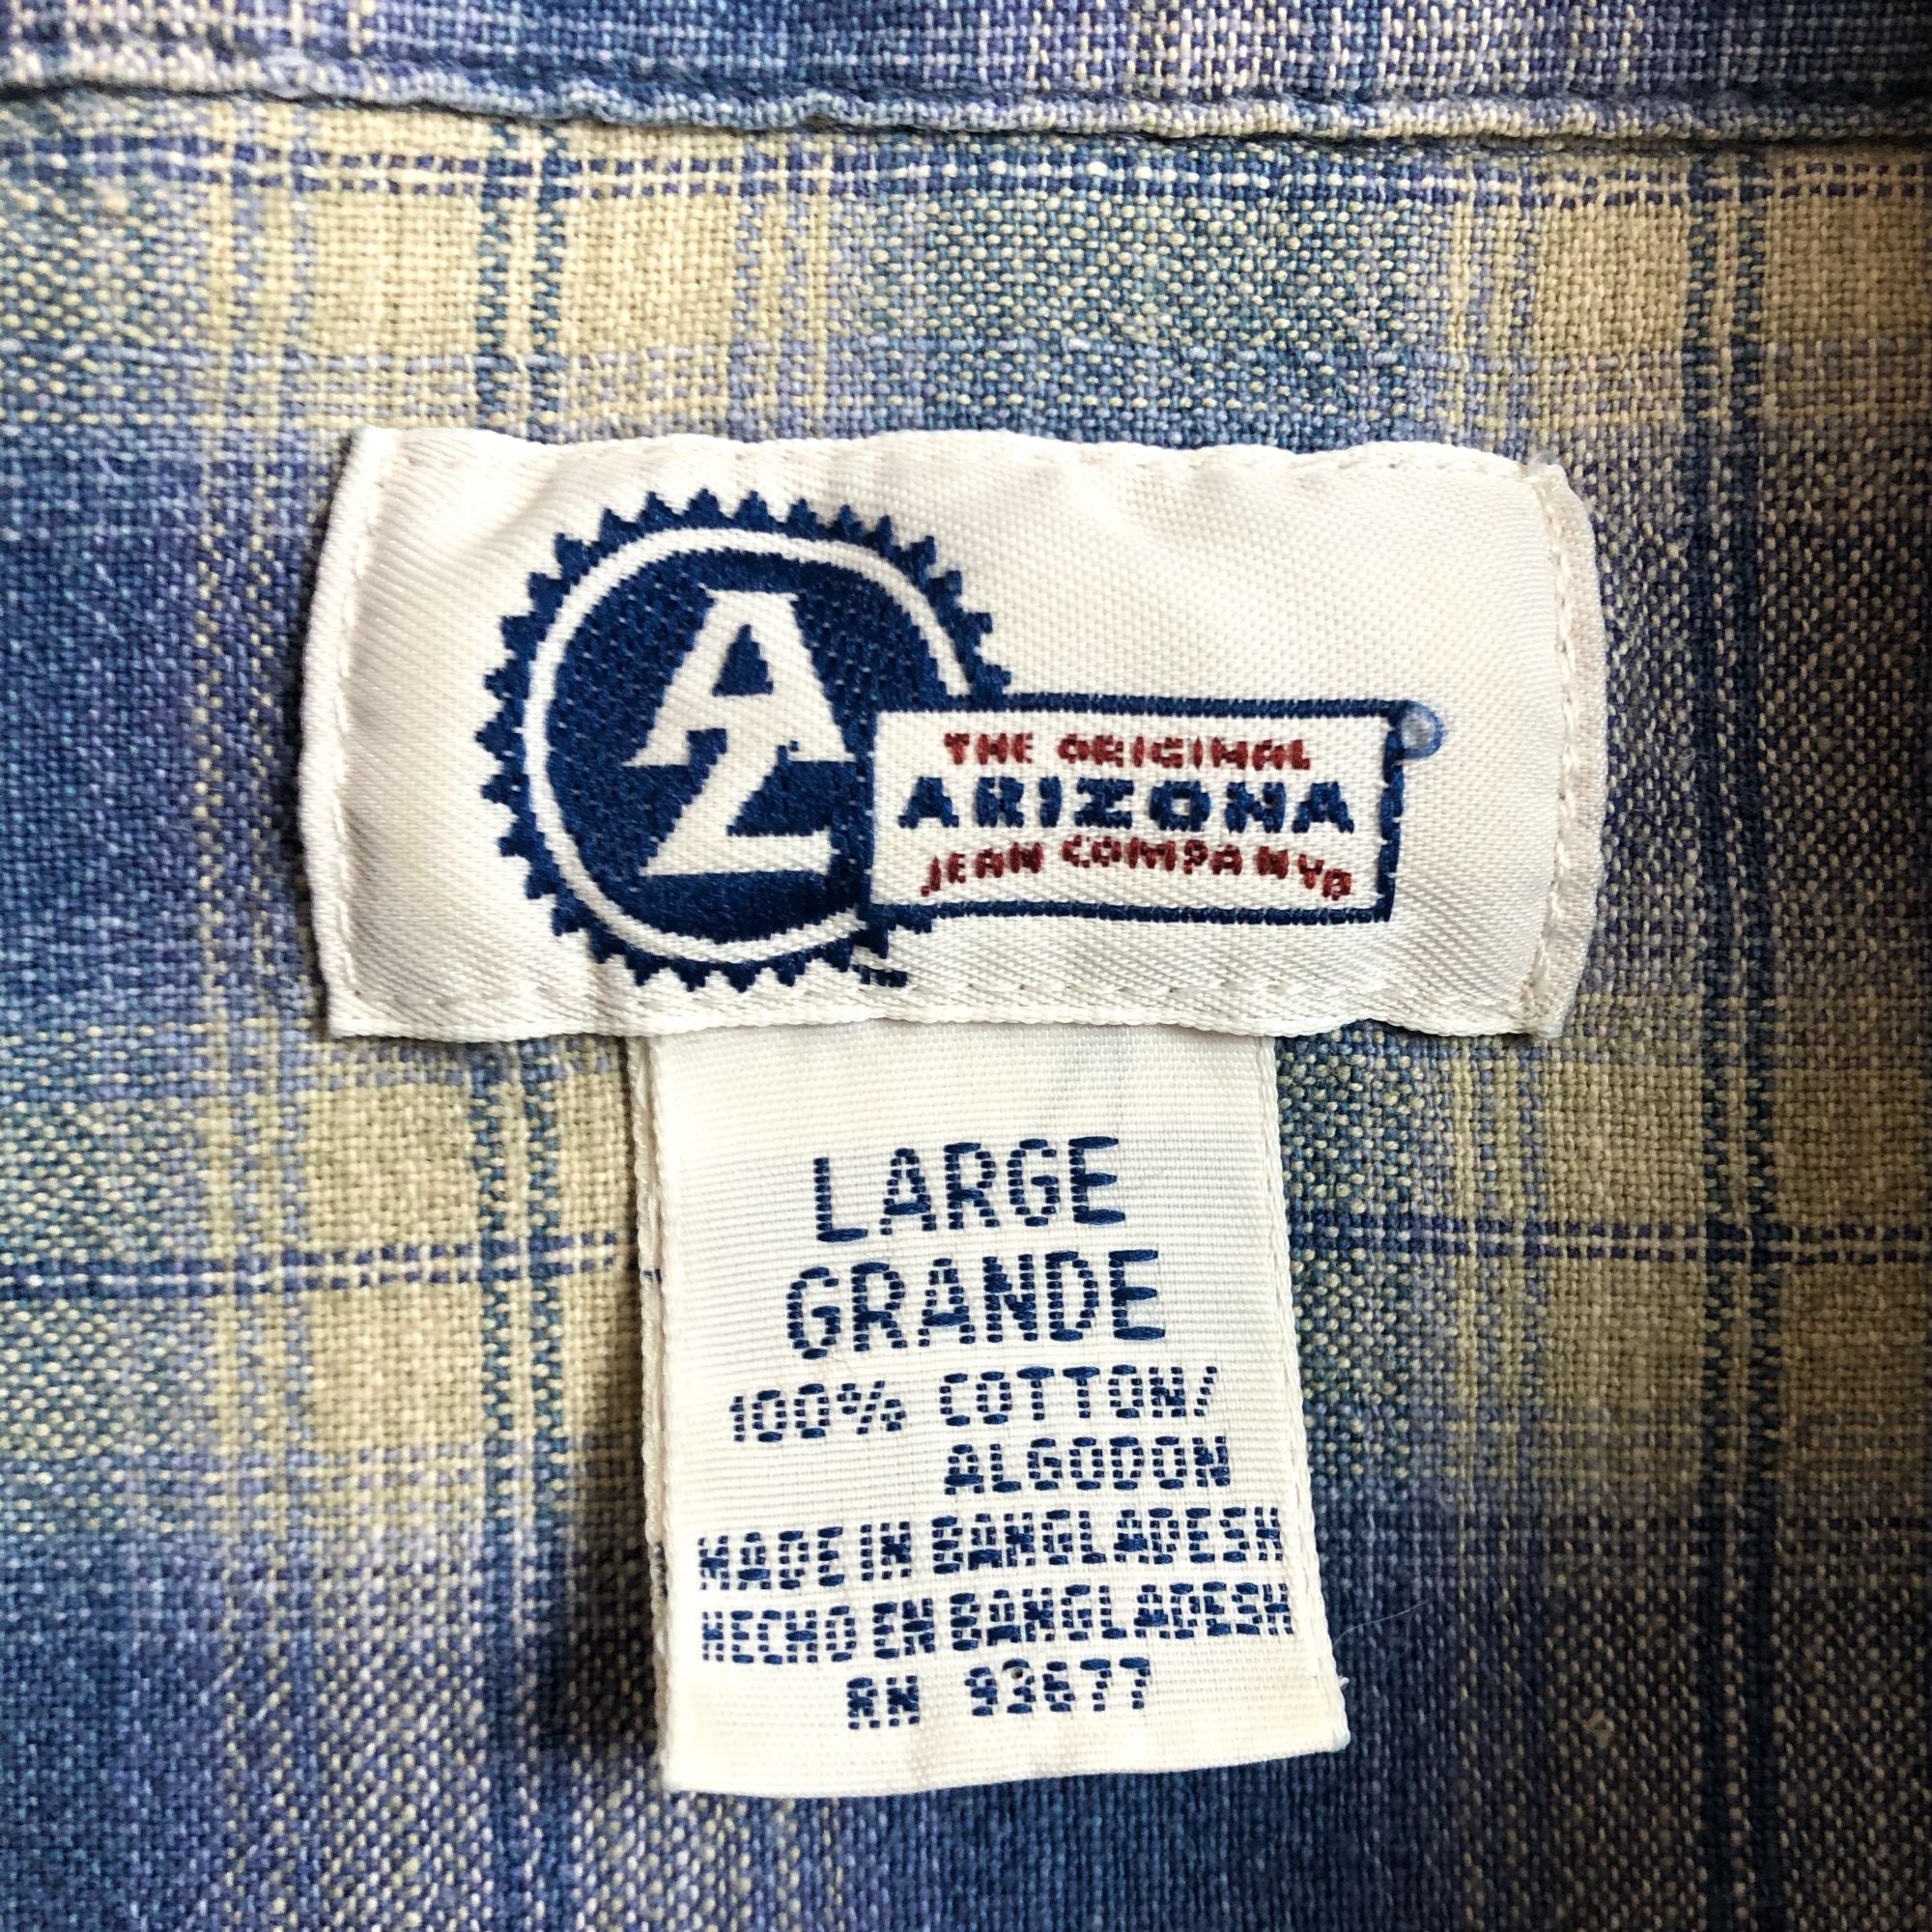 AZ
THE ORIGINAL
ARIZONA
JEAN COMPANY®
TM
LARGE
GRANDE
100% COTTON/
ALGODON
MADE IN BANGLADESH
HECHO EN BANGLADESH
RN 93677